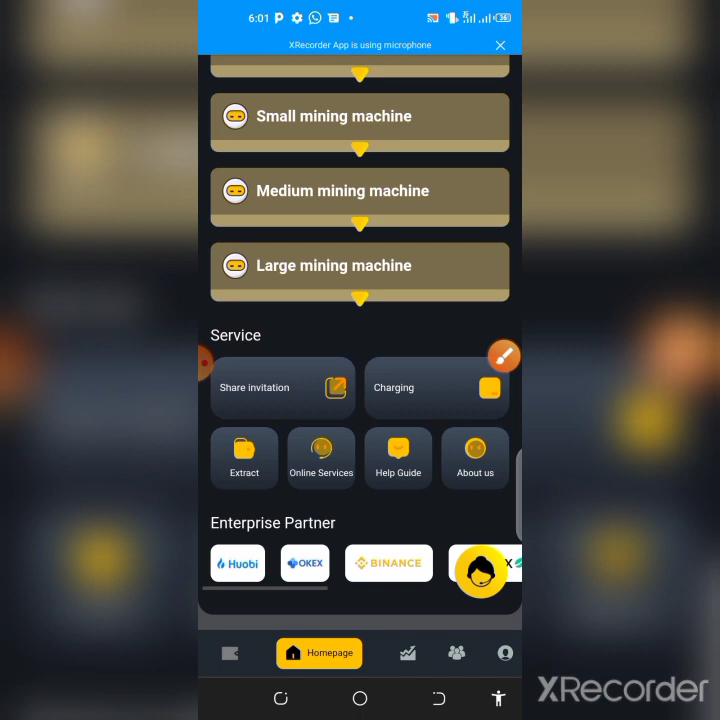 6:01
XRecorder App is using microphone
Small mining machine
Medium mining machine
Large mining machine
Service
Share invitation
Charging
Extract
Online Services
Help Guide
About us
Enterprise Partner
Huobi
OKEX
BINANCE
X
Homepage
XRecorder